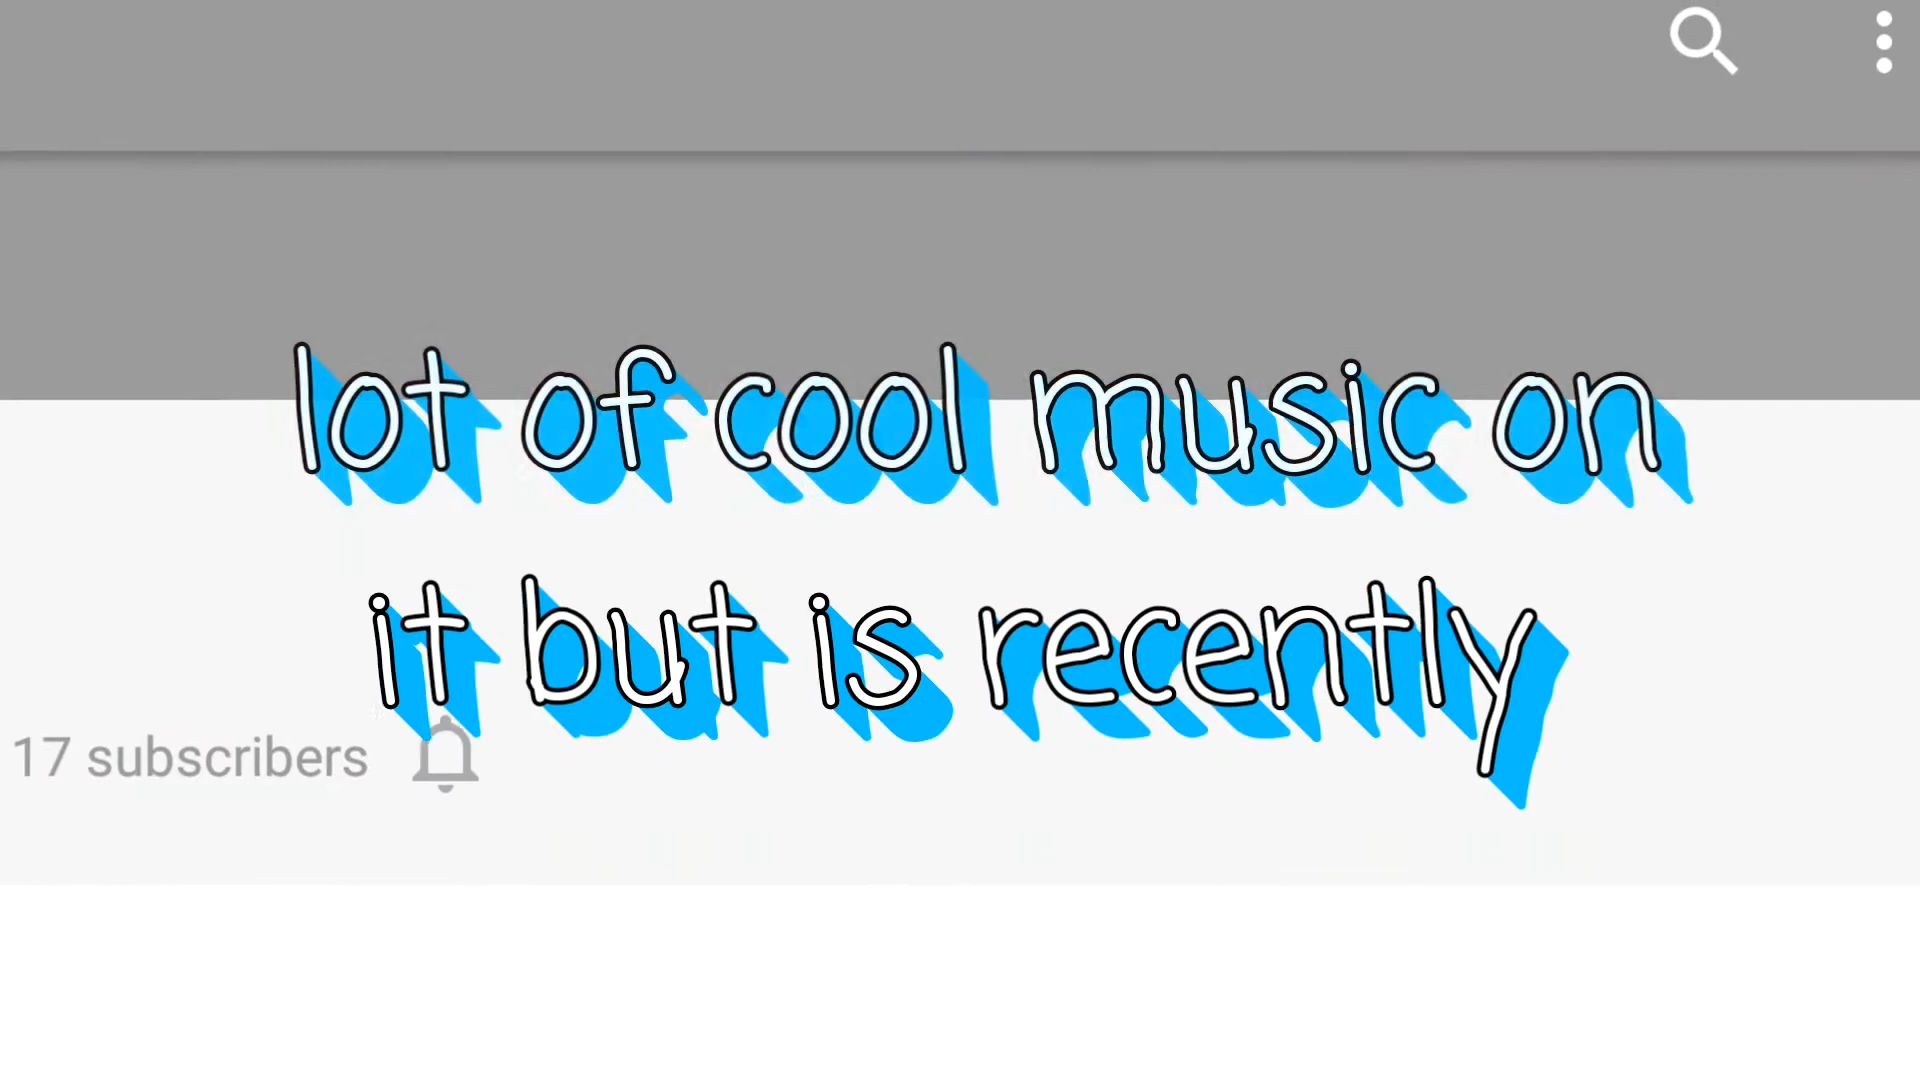 lot of cool music on
it but is recently
17 subscribers